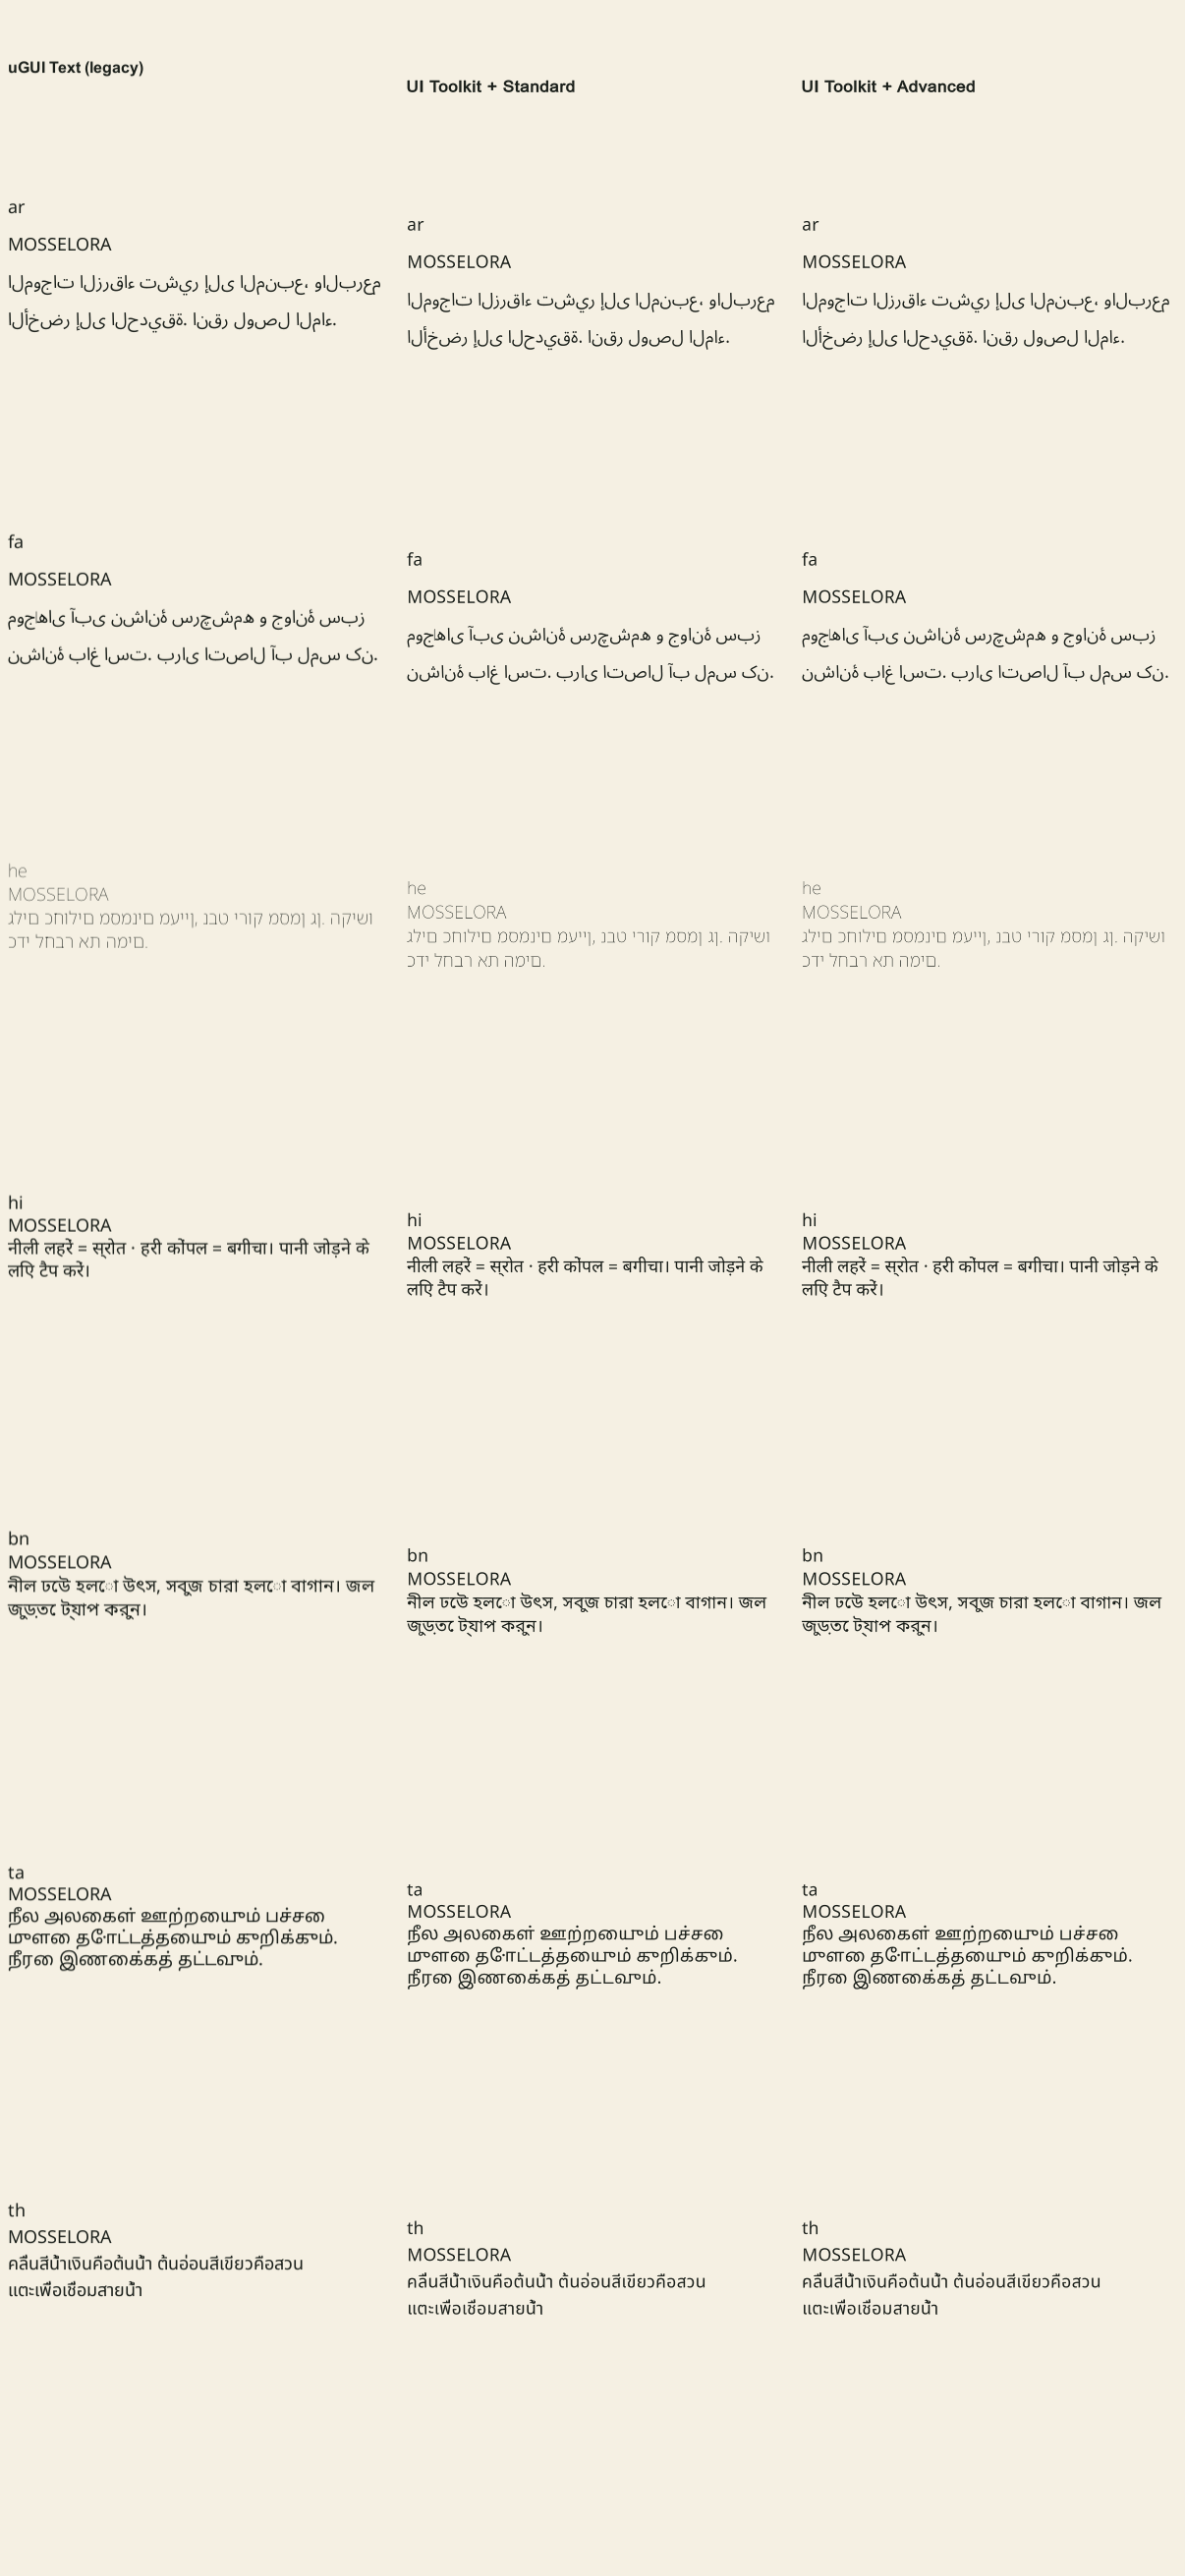 uGUI Text (legacy)
ar
MOSSELORA
الموجات الزرقاء تشير إلى المنبع، والبرعم
الأخضر إلى الحديقة. انقر لوصل الماء.
fa
MOSSELORA
موج‌های آبی نشانهٔ سرچشمه و جوانهٔ سبز
نشانهٔ باغ است. برای اتصال آب لمس کن.
he
MOSSELORA
גלים כחולים מסמנים מעיין, נבט ירוק מסמן גן. הקישו
כדי לחבר את המים.
hi
MOSSELORA
नीली लहरें = स्रोत · हरी कोंपल = बगीचा। पानी जोड़ने के
लिए टैप करें।
bn
MOSSELORA
নীল ঢেউ হলো উৎস, সবুজ চারা হলো বাগান। জল
জুড়তে ট্যাপ করুন।
ta
MOSSELORA
நீல அலைகள் ஊற்றையும் பச்சை
முளை தோட்டத்தையும் குறிக்கும்.
நீரை இணைக்கத் தட்டவும்.
th
MOSSELORA
คลื่นสีน้ำเงินคือต้นน้ำ ต้นอ่อนสีเขียวคือสวน
แตะเพื่อเชื่อมสายน้ำ
UI Toolkit + Standard
ar
MOSSELORA
الموجات الزرقاء تشير إلى المنبع، والبرعم
الأخضر إلى الحديقة. انقر لوصل الماء.
fa
MOSSELORA
موج‌های آبی نشانهٔ سرچشمه و جوانهٔ سبز
نشانهٔ باغ است. برای اتصال آب لمس کن.
he
MOSSELORA
גלים כחולים מסמנים מעיין, נבט ירוק מסמן גן. הקישו
כדי לחבר את המים.
hi
MOSSELORA
नीली लहरें = स्रोत · हरी कोंपल = बगीचा। पानी जोड़ने के
लिए टैप करें।
bn
MOSSELORA
নীল ঢেউ হলো উৎস, সবুজ চারা হলো বাগান। জল
জুড়তে ট্যাপ করুন।
ta
MOSSELORA
நீல அலைகள் ஊற்றையும் பச்சை
முளை தோட்டத்தையும் குறிக்கும்.
நீரை இணைக்கத் தட்டவும்.
th
MOSSELORA
คลื่นสีน้ำเงินคือต้นน้ำ ต้นอ่อนสีเขียวคือสวน
แตะเพื่อเชื่อมสายน้ำ
UI Toolkit + Advanced
ar
MOSSELORA
الموجات الزرقاء تشير إلى المنبع، والبرعم
الأخضر إلى الحديقة. انقر لوصل الماء.
fa
MOSSELORA
موج‌های آبی نشانهٔ سرچشمه و جوانهٔ سبز
نشانهٔ باغ است. برای اتصال آب لمس کن.
he
MOSSELORA
גלים כחולים מסמנים מעיין, נבט ירוק מסמן גן. הקישו
כדי לחבר את המים.
hi
MOSSELORA
नीली लहरें = स्रोत · हरी कोंपल = बगीचा। पानी जोड़ने के
लिए टैप करें।
bn
MOSSELORA
নীল ঢেউ হলো উৎস, সবুজ চারা হলো বাগান। জল
জুড়তে ট্যাপ করুন।
ta
MOSSELORA
நீல அலைகள் ஊற்றையும் பச்சை
முளை தோட்டத்தையும் குறிக்கும்.
நீரை இணைக்கத் தட்டவும்.
th
MOSSELORA
คลื่นสีน้ำเงินคือต้นน้ำ ต้นอ่อนสีเขียวคือสวน
แตะเพื่อเชื่อมสายน้ำ